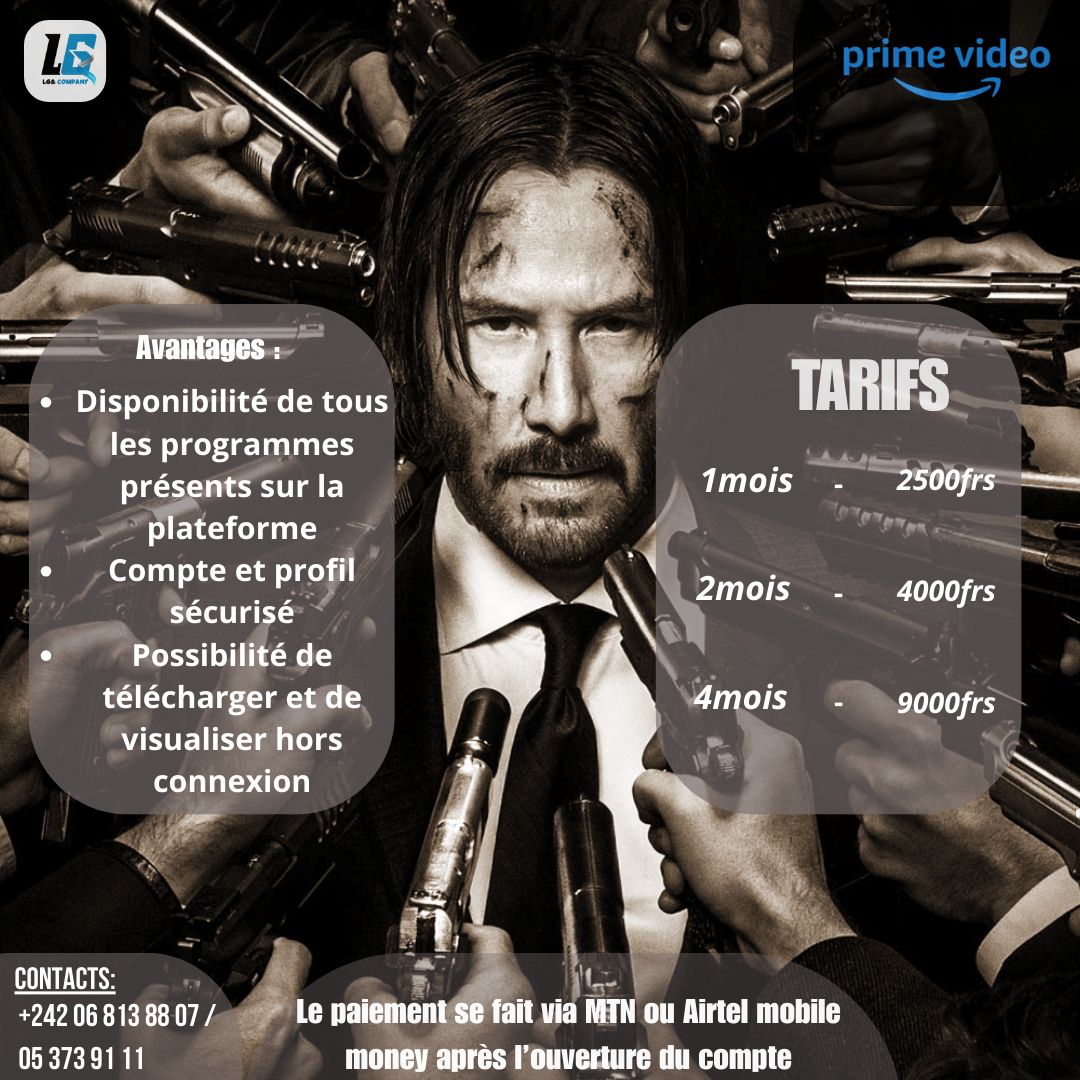 LG
LG& COMPANY
prime video
Avantages :
• Disponibilité de tous
les programmes
présents sur la
plateforme
• Compte et profil
sécurisé
• Possibilité de
télécharger et de
visualiser hors
connexion
TARIFS
1mois - 2500frs
2mois - 4000frs
4mois - 9000frs
CONTACTS:
+242 06 813 88 07 /
05 373 91 11
Le paiement se fait via MTN ou Airtel mobile
money après l'ouverture du compte